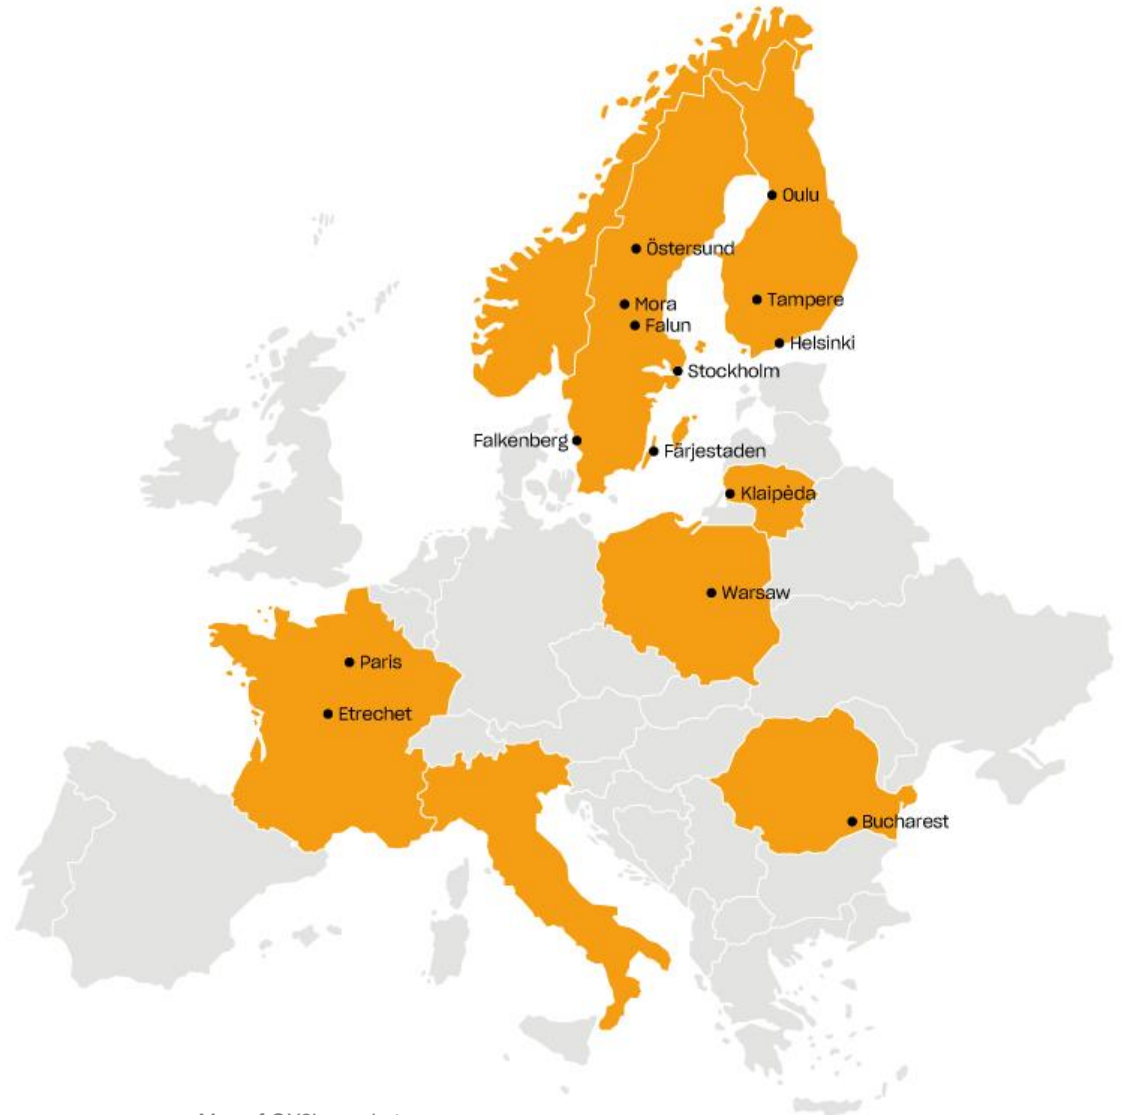 Oulu
Östersund
Tampere
Mora
Falun
Helsinki
Stockholm
Falkenberg
Färjestaden
Klaipėda
Warsaw
Paris
Etrechet
Bucharest